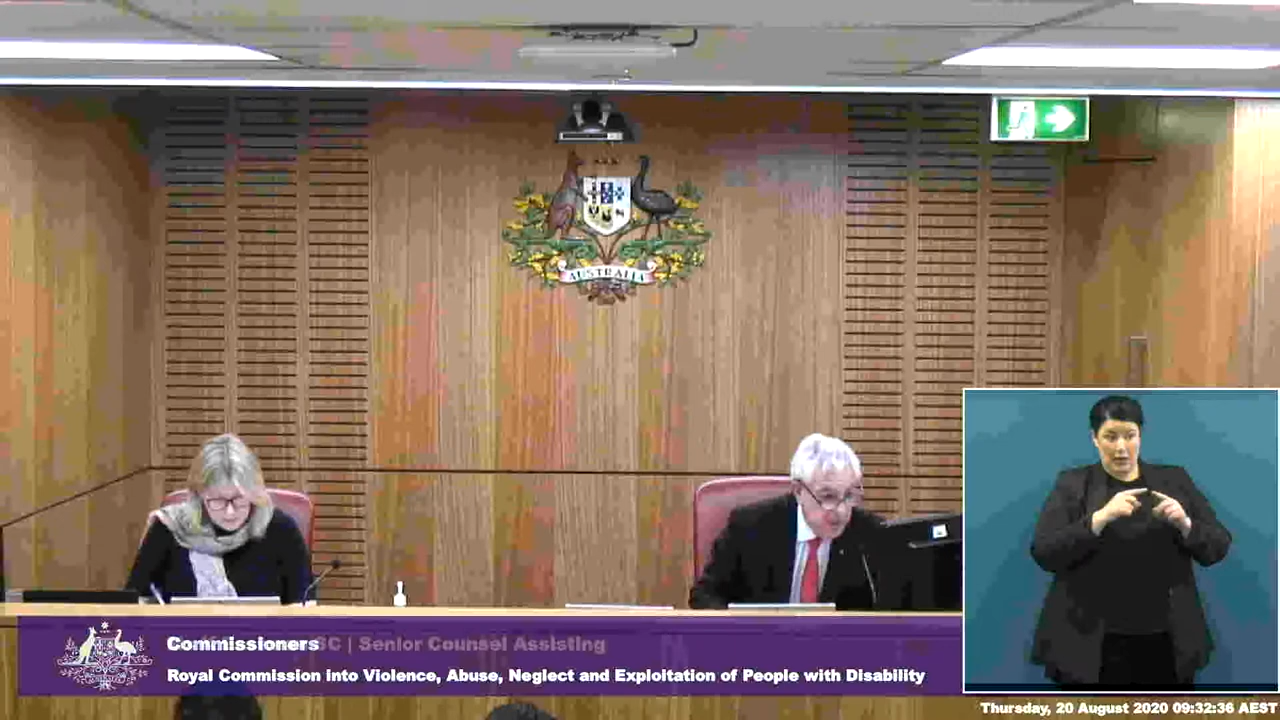 AUSTRALIA
Commissioners SC | Senior Counsel Assisting
Royal Commission into Violence, Abuse, Neglect and Exploitation of People with Disability
Thursday, 20 August 2020 09:32:36 AEST